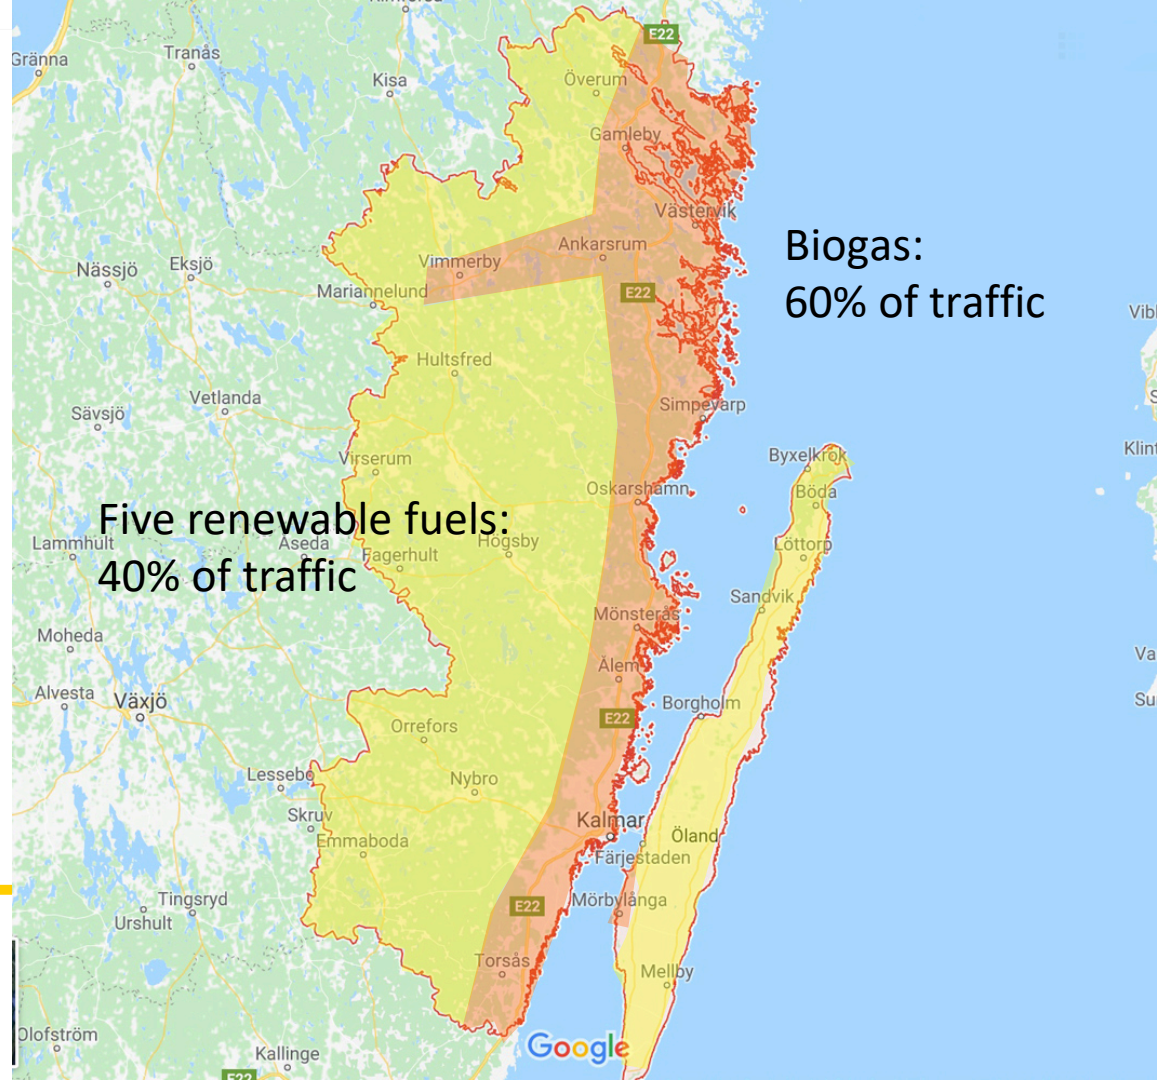 E22
Gränna
Tranås
Kisa
Överum
Gamleby
Västervik
Ankarsrum
Biogas:
60% of traffic
Nässjö
Eksjö
Vimmerby
Mariannelund
E22
Hultsfred
Vetlanda
Sävsjö
Simpevarp
Byxelkrok
Virserum
Böda
Oskarshamn
Five renewable fuels:
40% of traffic
Lammhult
Åseda
Fagerhult
Högsby
Löttorp
Sandvik
Mönsterås
Moheda
Ålem
Alvesta
Växjö
Borgholm
E22
Orrefors
Lessebo
Nybro
Skruv
Emmaboda
Kalmar
Öland
Färjestaden
Tingsryd
Urshult
E22
Mörbylånga
Torsås
Mellby
Olofström
Kallinge
Google
E22